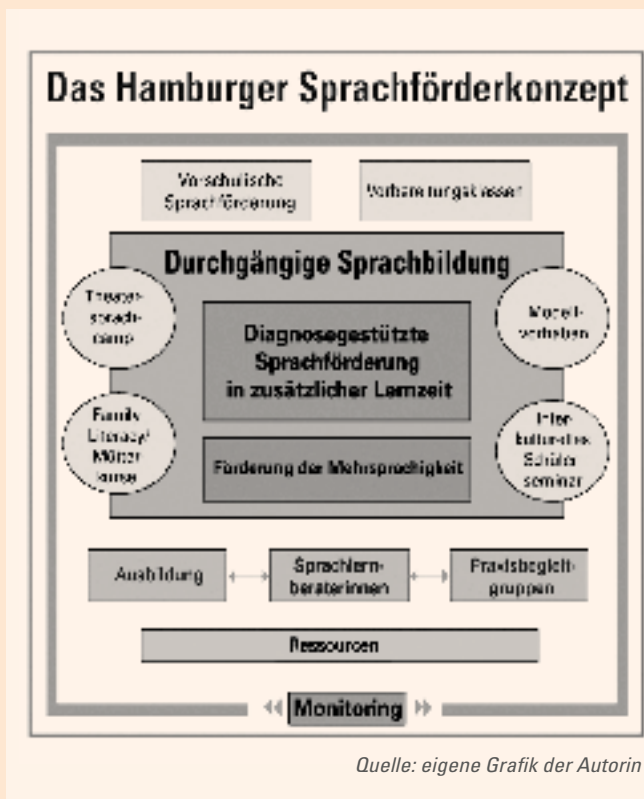 Das Hamburger Sprachförderkonzept
Vorschulische
Sprachförderung
Vorbereitungsklassen
Durchgängige Sprachbildung
Theater-
sprach-
camp
Modell-
vorhaben
Diagnosegestützte
Sprachförderung
in zusätzlicher Lernzeit
Family
Literacy/
Mütter-
kurse
Förderung der Mehrsprachigkeit
Inter-
kulturelles
Schüler-
seminar
Ausbildung
Sprachlern-
beraterinnen
Praxisbegleit-
gruppen
Ressourcen
Monitoring
Quelle: eigene Grafik der Autorin